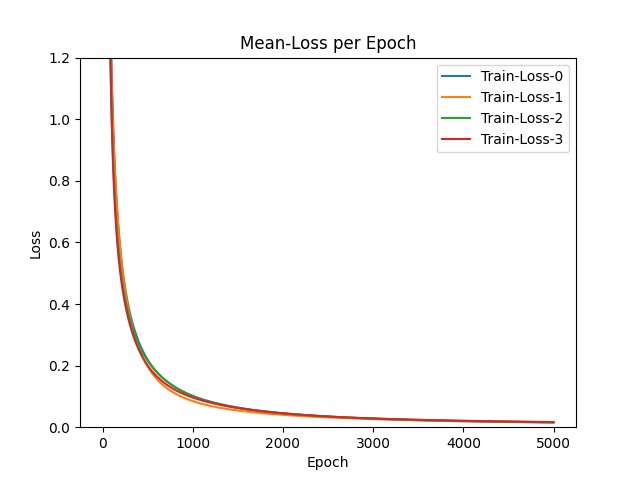 Mean-Loss per Epoch
Train-Loss-0
Train-Loss-1
Train-Loss-2
Train-Loss-3
Loss
1.2
1.0
0.8
0.6
0.4
0.2
0.0
0 1000 2000 3000 4000 5000
Epoch